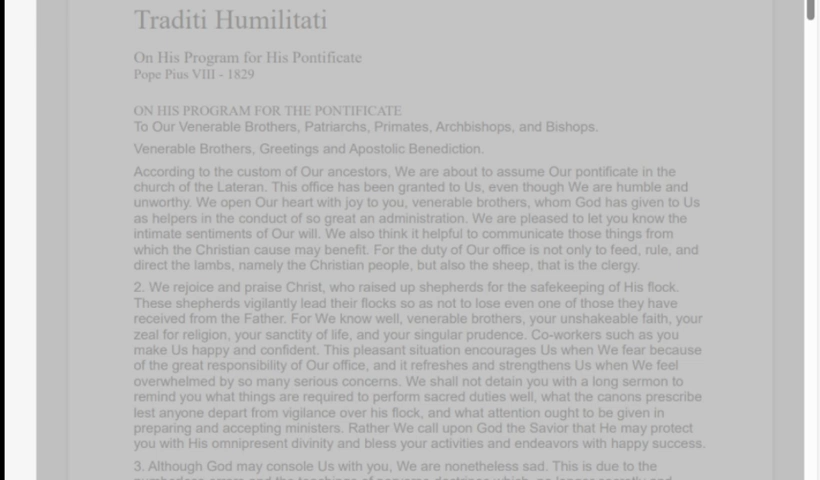 Traditi Humilitati
On His Program for His Pontificate
Pope Pius VIII - 1829
ON HIS PROGRAM FOR THE PONTIFICATE
To Our Venerable Brothers, Patriarchs, Primates, Archbishops, and Bishops.
Venerable Brothers, Greetings and Apostolic Benediction.
According to the custom of Our ancestors, We are about to assume Our pontificate in the
church of the Lateran. This office has been granted to Us, even though We are humble and
unworthy. We open Our heart with joy to you, venerable brothers, whom God has given to Us
as helpers in the conduct of so great an administration. We are pleased to let you know the
intimate sentiments of Our will. We also think it helpful to communicate those things from
which the Christian cause may benefit. For the duty of Our office is not only to feed, rule, and
direct the lambs, namely the Christian people, but also the sheep, that is the clergy.
2. We rejoice and praise Christ, who raised up shepherds for the safekeeping of His flock.
These shepherds vigilantly lead their flocks so as not to lose even one of those they have
received from the Father. For We know well, venerable brothers, your unshakeable faith, your
zeal for religion, your sanctity of life, and your singular prudence. Co-workers such as you
make Us happy and confident. This pleasant situation encourages Us when We fear because
of the great responsibility of Our office, and it refreshes and strengthens Us when We feel
overwhelmed by so many serious concerns. We shall not detain you with a long sermon to
remind you what things are required to perform sacred duties well, what the canons prescribe
lest anyone depart from vigilance over his flock, and what attention ought to be given in
preparing and accepting ministers. Rather We call upon God the Savior that He may protect
you with His omnipresent divinity and bless your activities and endeavors with happy success.
3. Although God may console Us with you, We are nonetheless sad. This is due to the